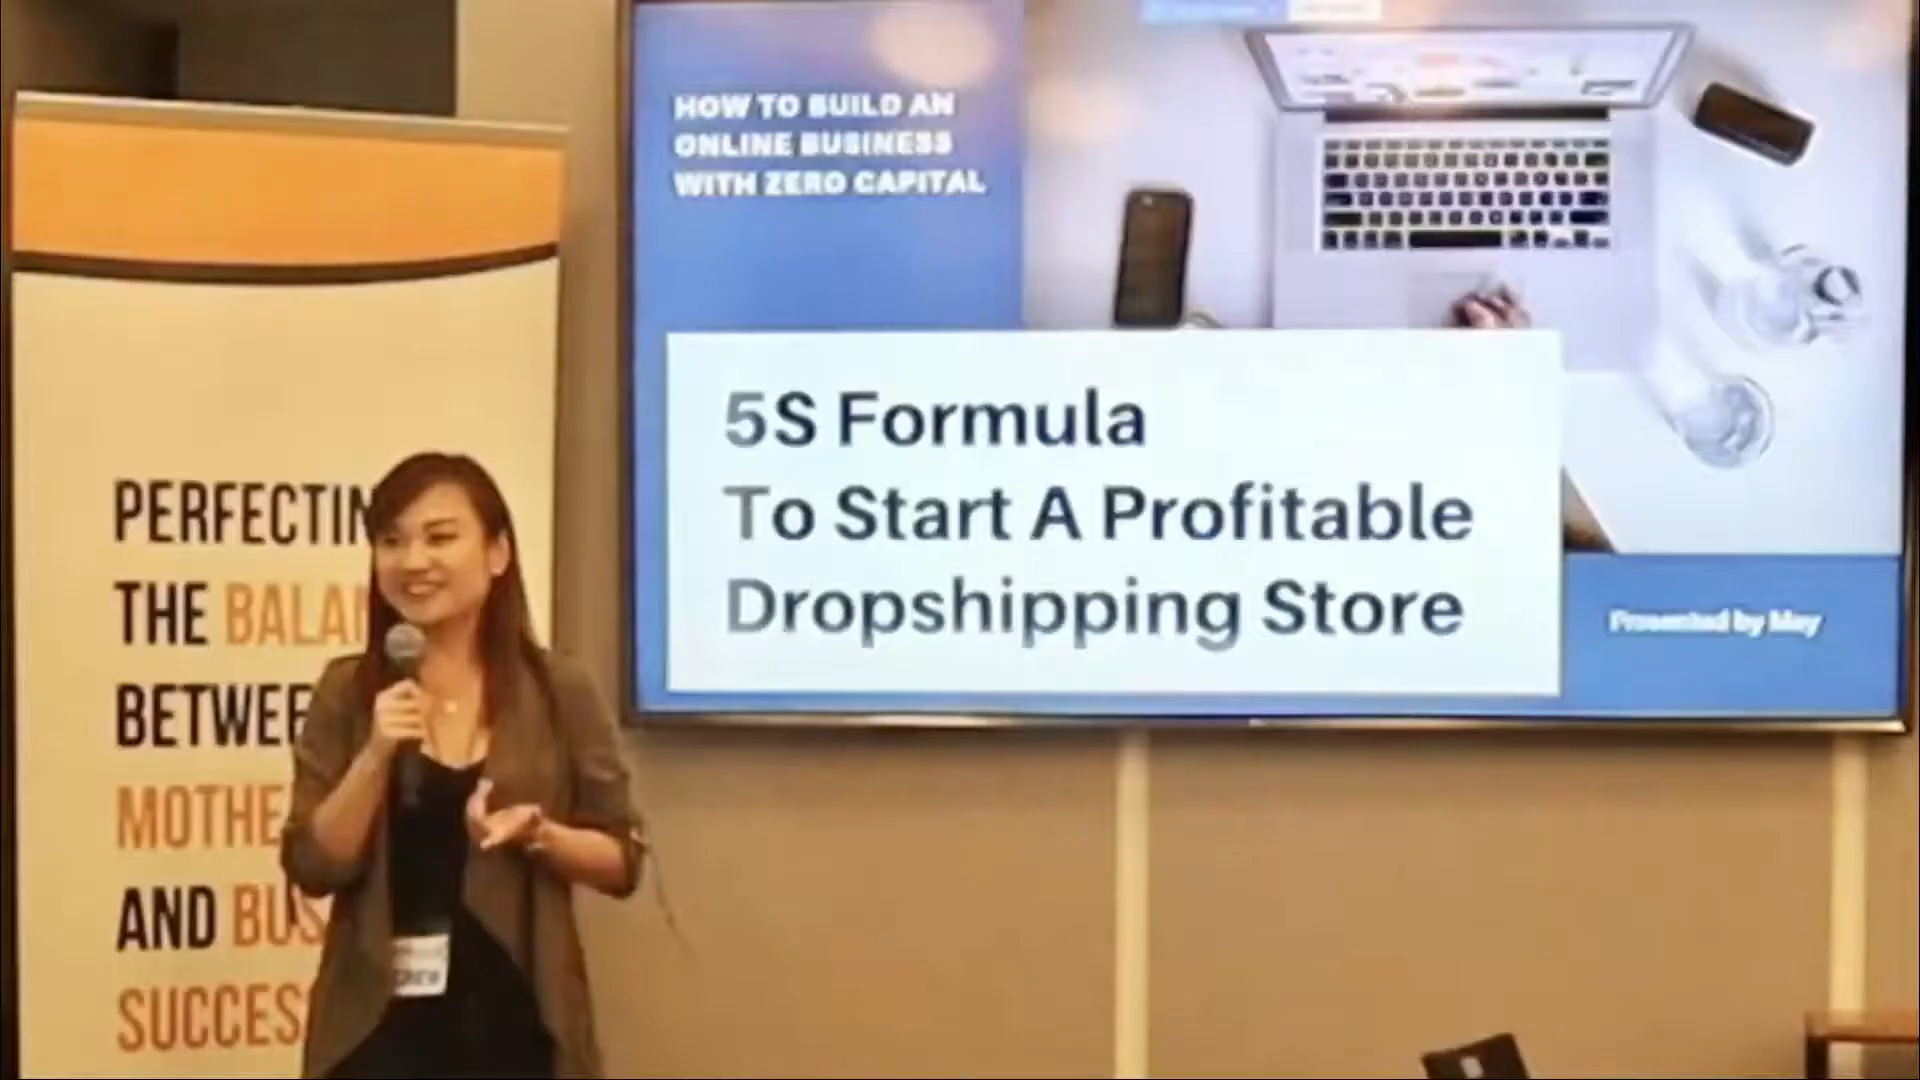 PERFECTIN
THE BALAN
BETWEE
MOTHE
AND BUS
SUCCES
HOW TO BUILD AN
ONLINE BUSINESS
WITH ZERO CAPITAL
5S Formula
To Start A Profitable
Dropshipping Store
Presented by May